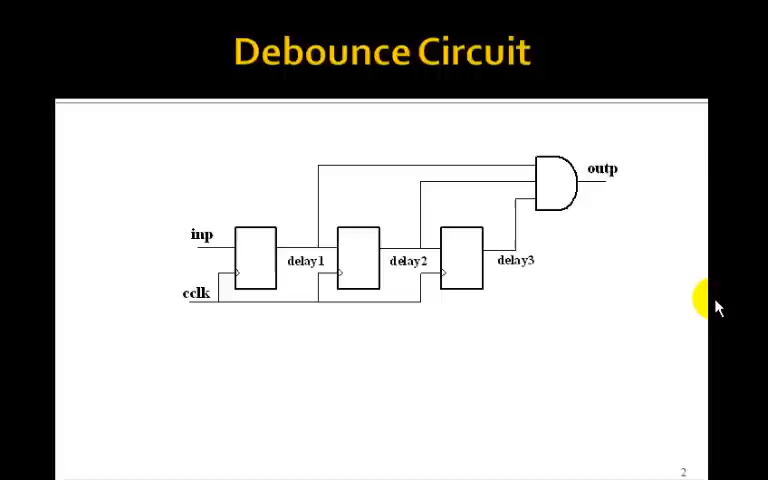 Debounce Circuit
outp
inp
delay1
delay2
delay3
cclk
2